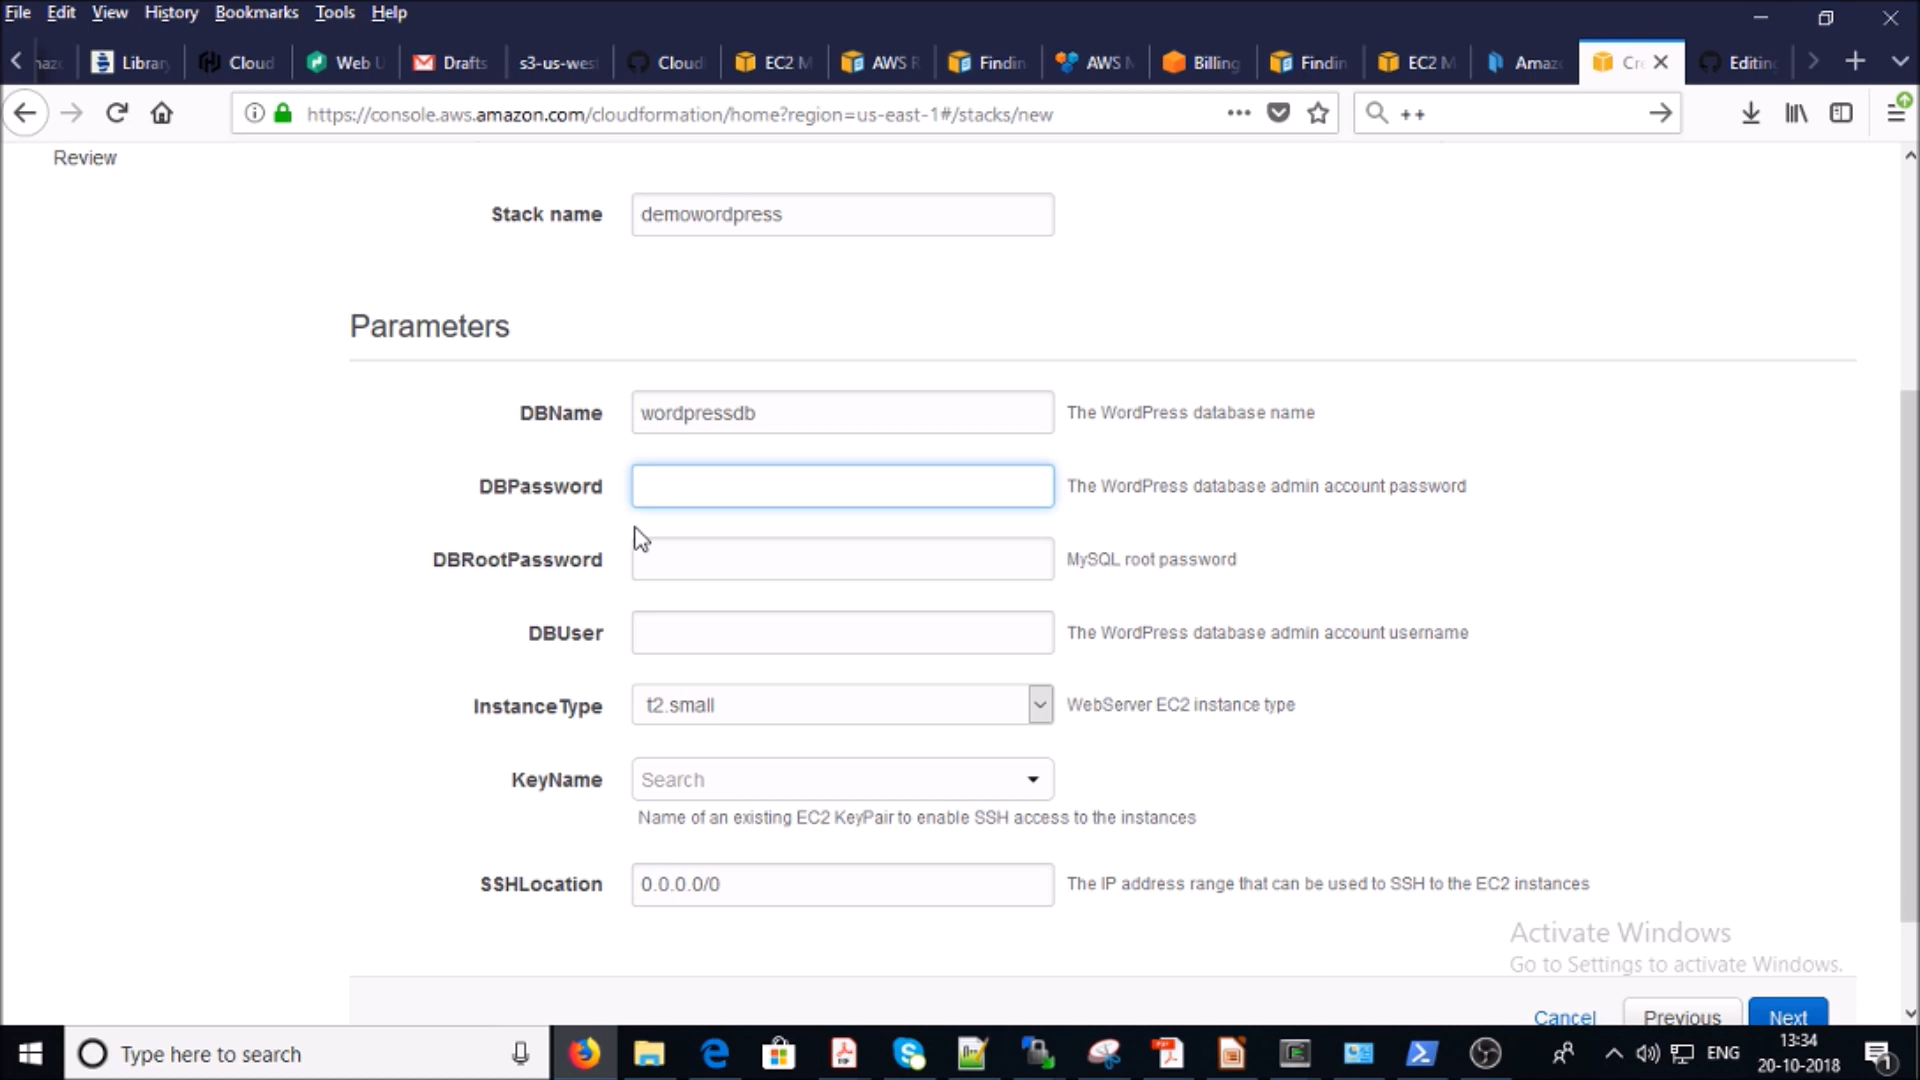 File Edit View History Bookmarks Tools Help
Librar Cloud Web U Drafts s3-us-wes Cloud EC2 M AWS R Findin AWS N Billing Findin EC2 M Amaz Cr Editin
https://console.aws.amazon.com/cloudformation/home?region=us-east-1#/stacks/new ++
Review
Stack name demowordpress
Parameters
DBName wordpressdb The WordPress database name
DBPassword The WordPress database admin account password
DBRootPassword MySQL root password
DBUser The WordPress database admin account username
InstanceType t2.small WebServer EC2 instance type
KeyName Search
Name of an existing EC2 KeyPair to enable SSH access to the instances
SSHLocation 0.0.0.0/0 The IP address range that can be used to SSH to the EC2 instances
Activate Windows
Go to Settings to activate Windows.
Cancel Previous Next
Type here to search ENG 13:34
20-10-2018 1